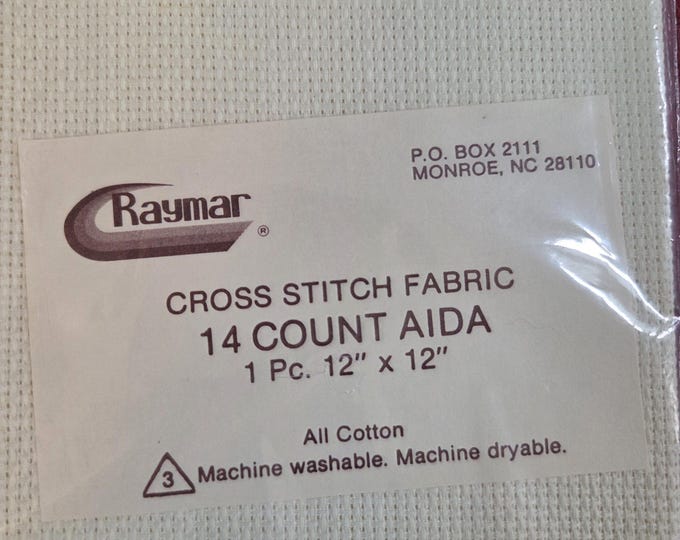 P.O. BOX 2111
MONROE, NC 28110
Raymar ®
CROSS STITCH FABRIC
14 COUNT AIDA
1 Pc. 12" x 12"
All Cotton
3 Machine washable. Machine dryable.